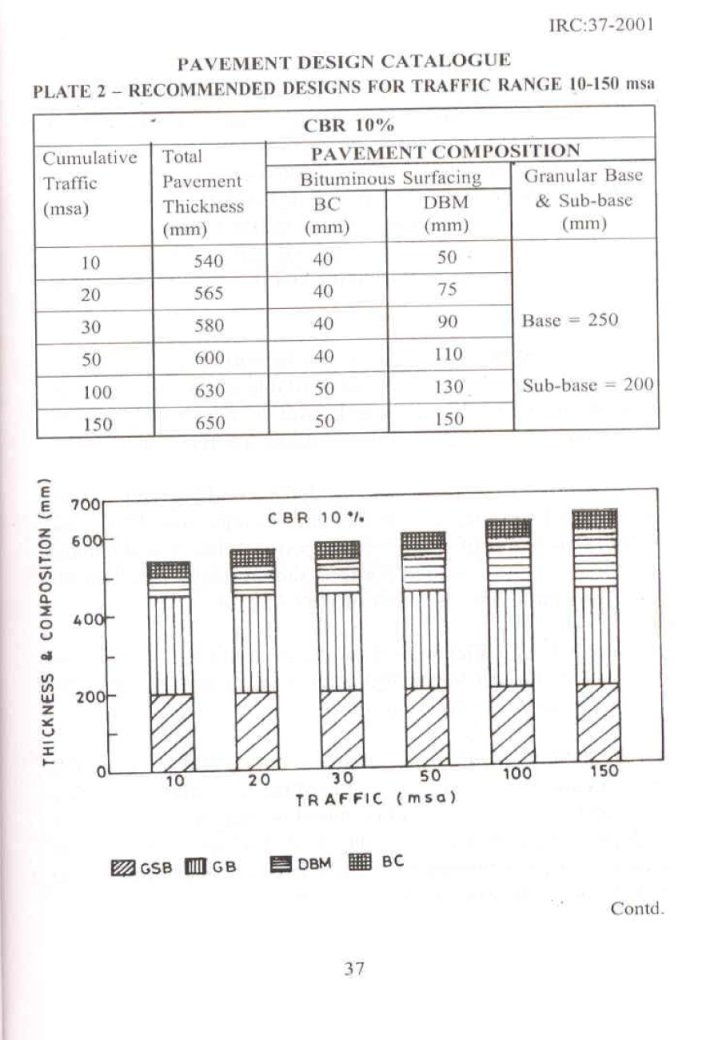 IRC:37-2001
PAVEMENT DESIGN CATALOGUE
PLATE 2 – RECOMMENDED DESIGNS FOR TRAFFIC RANGE 10-150 msa
CBR 10%
Cumulative Traffic (msa) Total Pavement Thickness (mm) PAVEMENT COMPOSITION
Bituminous Surfacing Granular Base & Sub-base (mm)
BC (mm) DBM (mm)
10 540 40 50
20 565 40 75
30 580 40 90 Base = 250
50 600 40 110
100 630 50 130 Sub-base = 200
150 650 50 150
THICKNESS & COMPOSITION (mm)
CBR 10 %
700
600
400
200
0
10 20 30 50 100 150
TRAFFIC (msa)
GSB GB DBM BC
Contd.
37